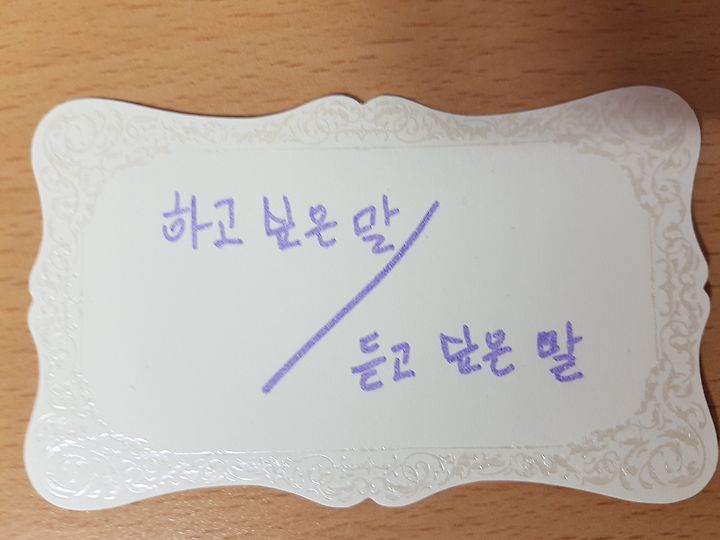 하고 싶은 말 /
듣고 싶은 말